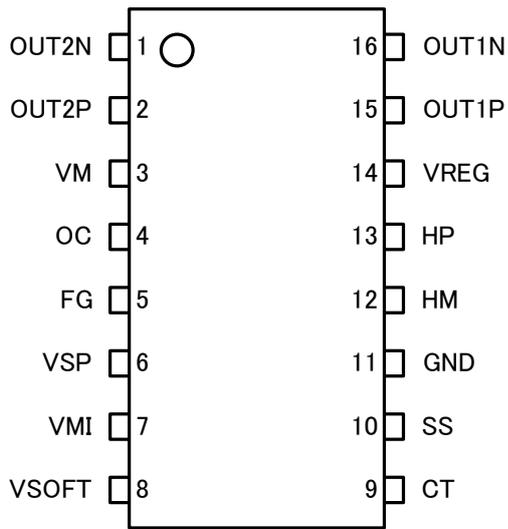 OUT2N 1 16 OUT1N
OUT2P 2 15 OUT1P
VM 3 14 VREG
OC 4 13 HP
FG 5 12 HM
VSP 6 11 GND
VMI 7 10 SS
VSOFT 8 9 CT